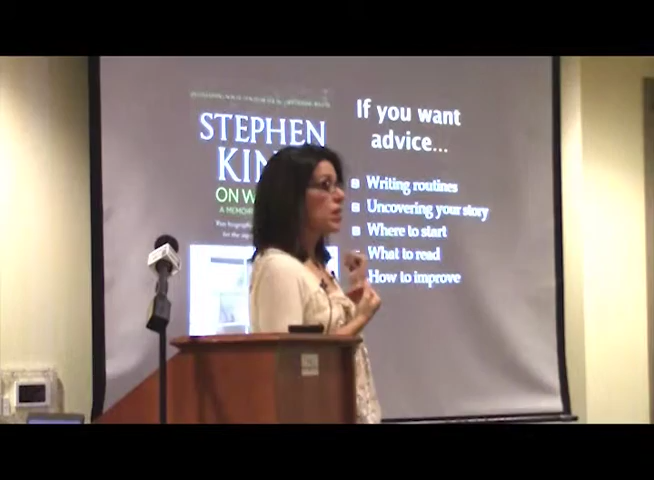 STEPHEN
KIN
ON W
A MEMOIR
If you want
advice...
Writing routines
Uncovering your story
Where to start
What to read
How to improve